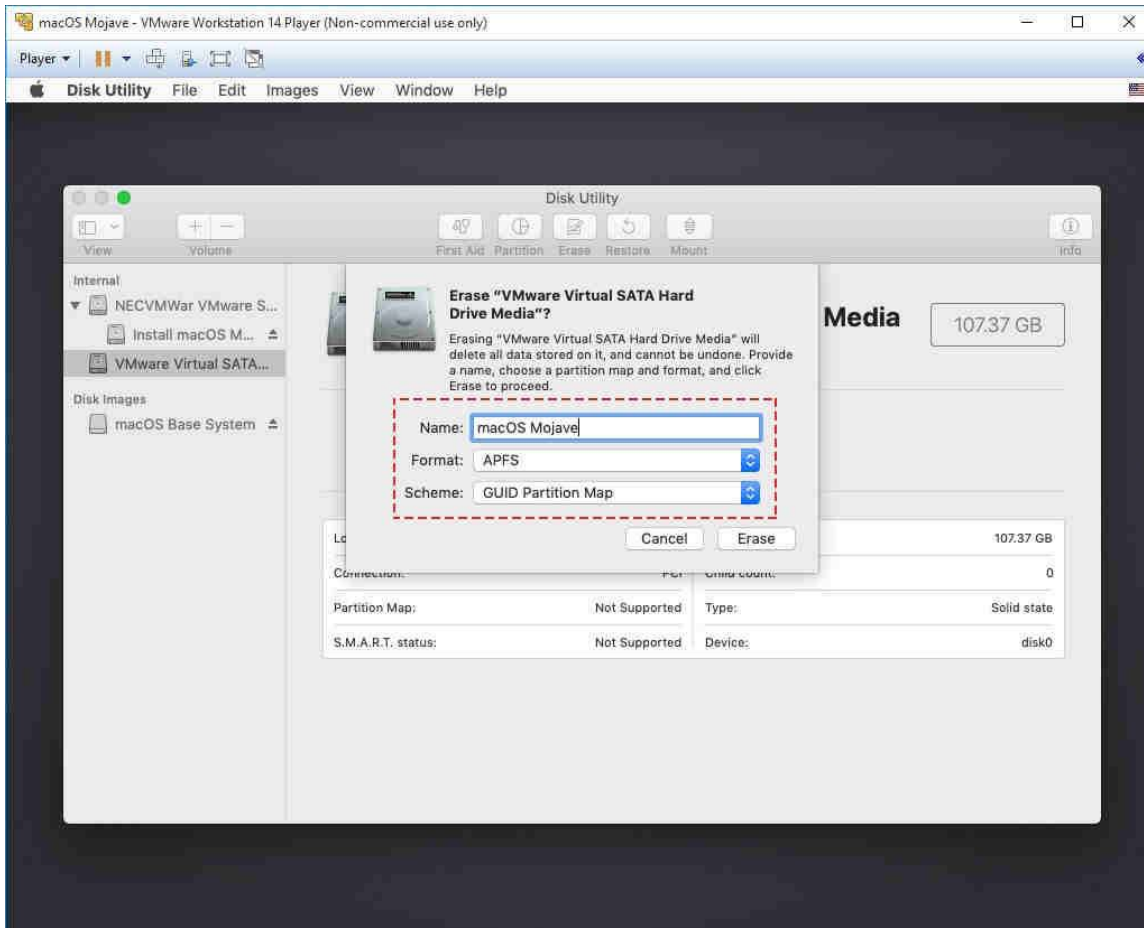 macOS Mojave - VMware Workstation 14 Player (Non-commercial use only)
Player
Disk Utility File Edit Images View Window Help
Disk Utility
View Volume First Aid Partition Erase Restore Mount Info
Internal
NECVMWar VMware S...
Install macOS M...
VMware Virtual SATA...
Disk Images
macOS Base System
Media
107.37 GB
Erase "VMware Virtual SATA Hard
Drive Media"?
Erasing "VMware Virtual SATA Hard Drive Media" will
delete all data stored on it, and cannot be undone. Provide
a name, choose a partition map and format, and click
Erase to proceed.
Name: macOS Mojave
Format: APFS
Scheme: GUID Partition Map
Cancel Erase
107.37 GB
Connection: PCI Child count: 0
Partition Map: Not Supported Type: Solid state
S.M.A.R.T. status: Not Supported Device: disk0